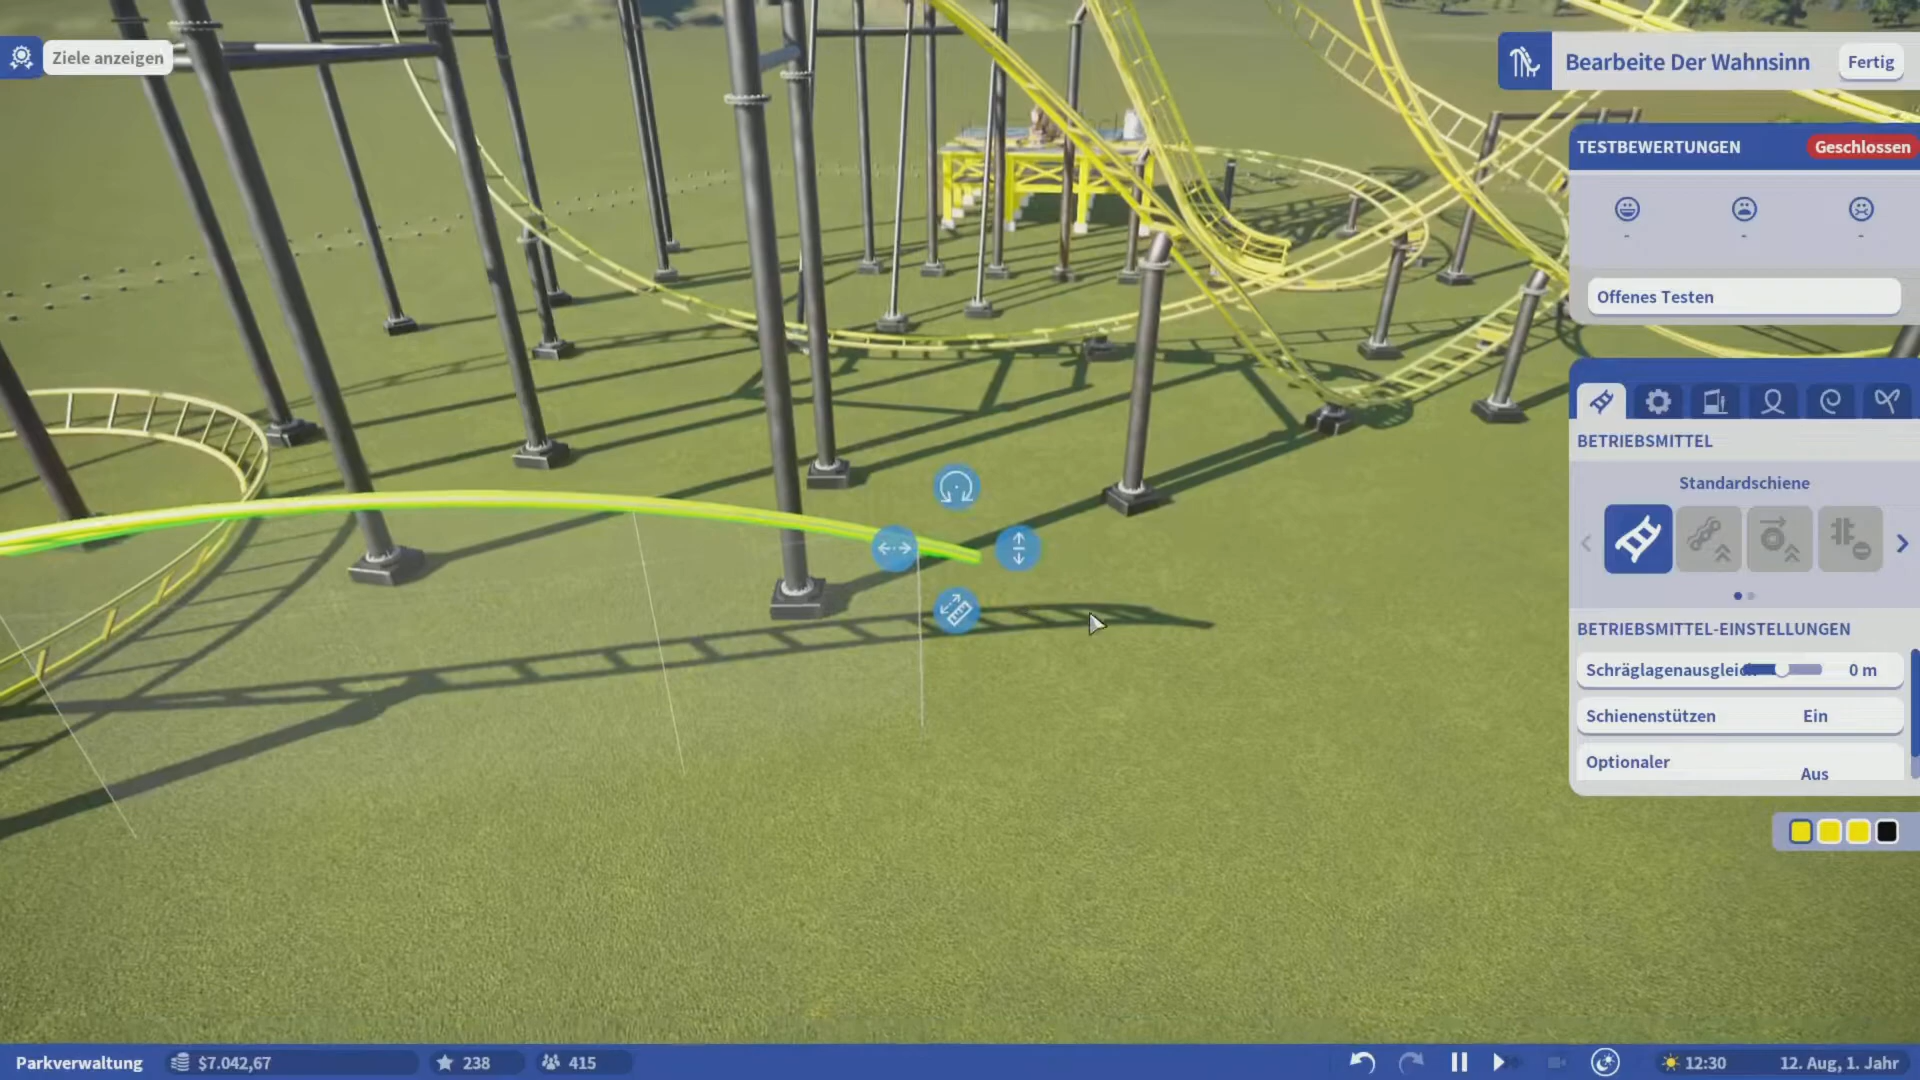 Ziele anzeigen
Bearbeite Der Wahnsinn
Fertig
TESTBEWERTUNGEN
Geschlossen
- - -
Offenes Testen
BETRIEBSMITTEL
Standardschiene
BETRIEBSMITTEL-EINSTELLUNGEN
Schräglagenausgleic 0 m
Schienenstützen Ein
Optionaler Aus
Parkverwaltung
$7.042,67
238
415
12:30
12. Aug, 1. Jahr